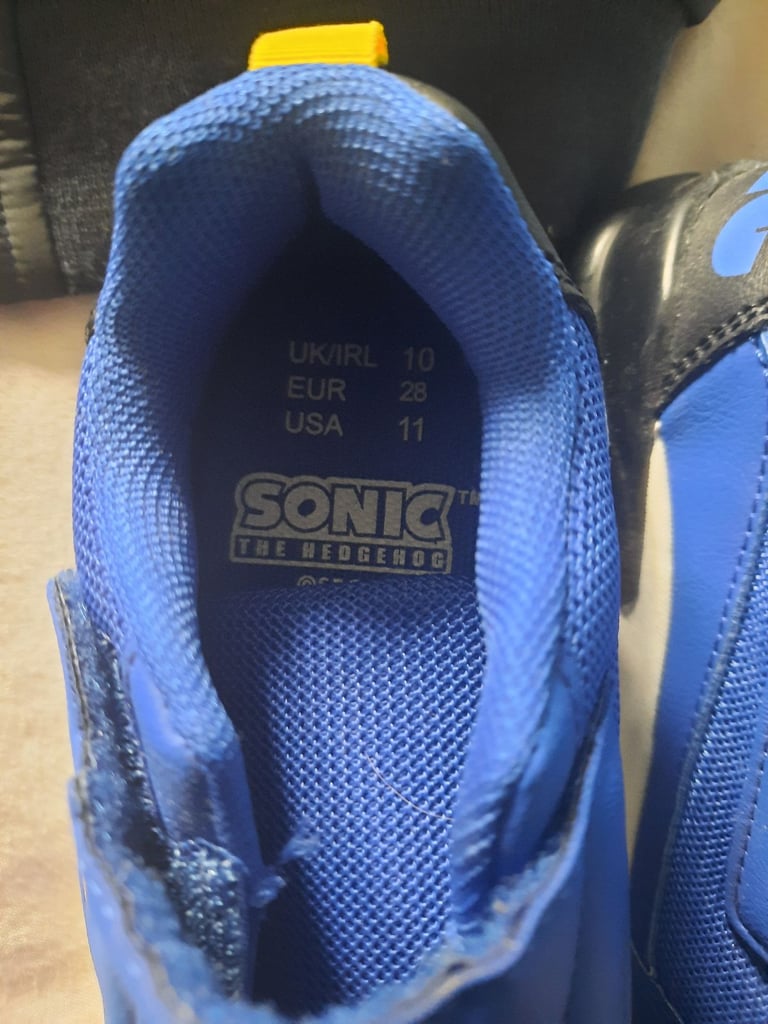 UK/IRL 10
EUR 28
USA 11
SONIC™
THE HEDGEHOG